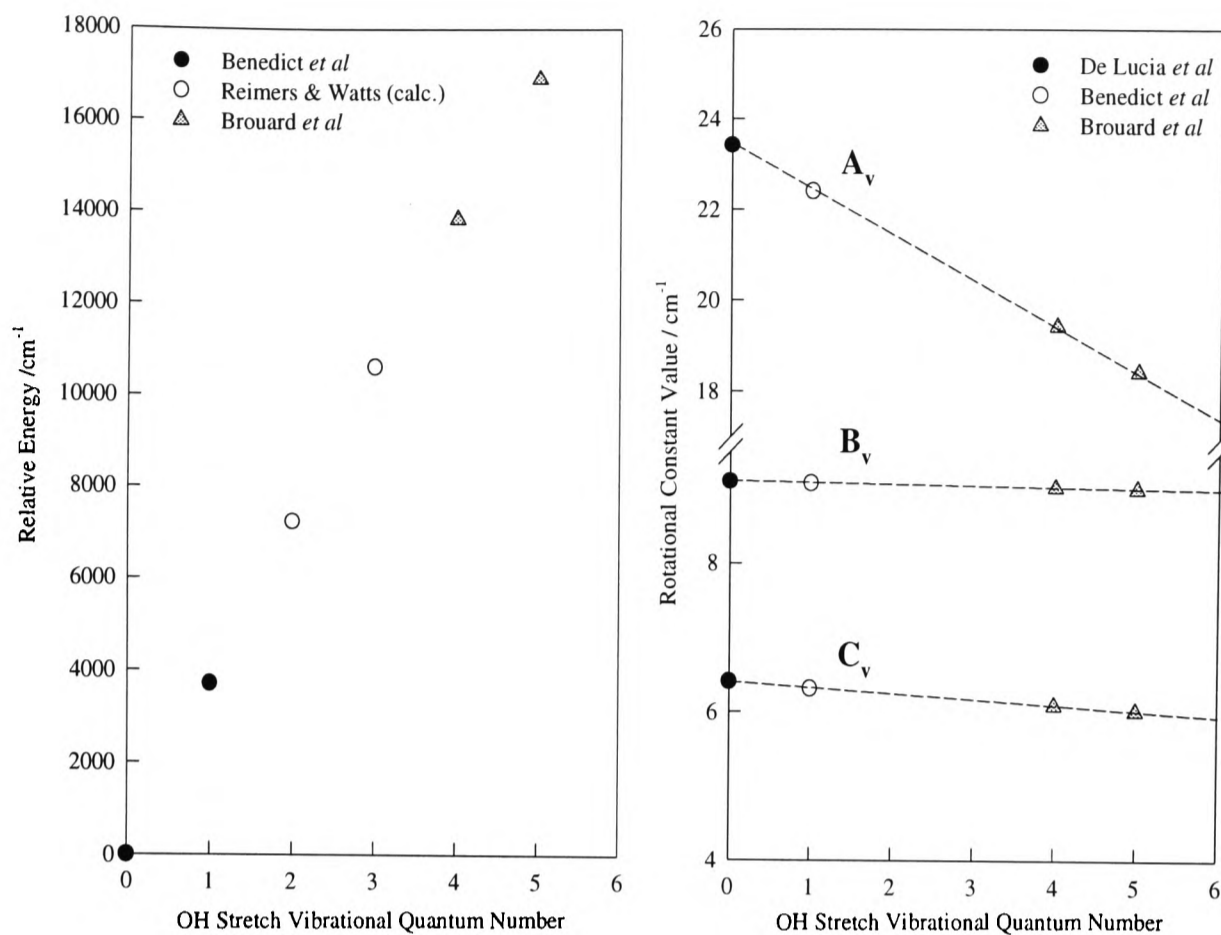 18000
16000
14000
12000
10000
8000
6000
4000
2000
0
0 1 2 3 4 5 6
Relative Energy /cm-1
OH Stretch Vibrational Quantum Number
Benedict et al
Reimers & Watts (calc.)
Brouard et al
26
24
22
20
18
8
6
4
0 1 2 3 4 5 6
Rotational Constant Value / cm-1
OH Stretch Vibrational Quantum Number
De Lucia et al
Benedict et al
Brouard et al
Av
Bv
Cv